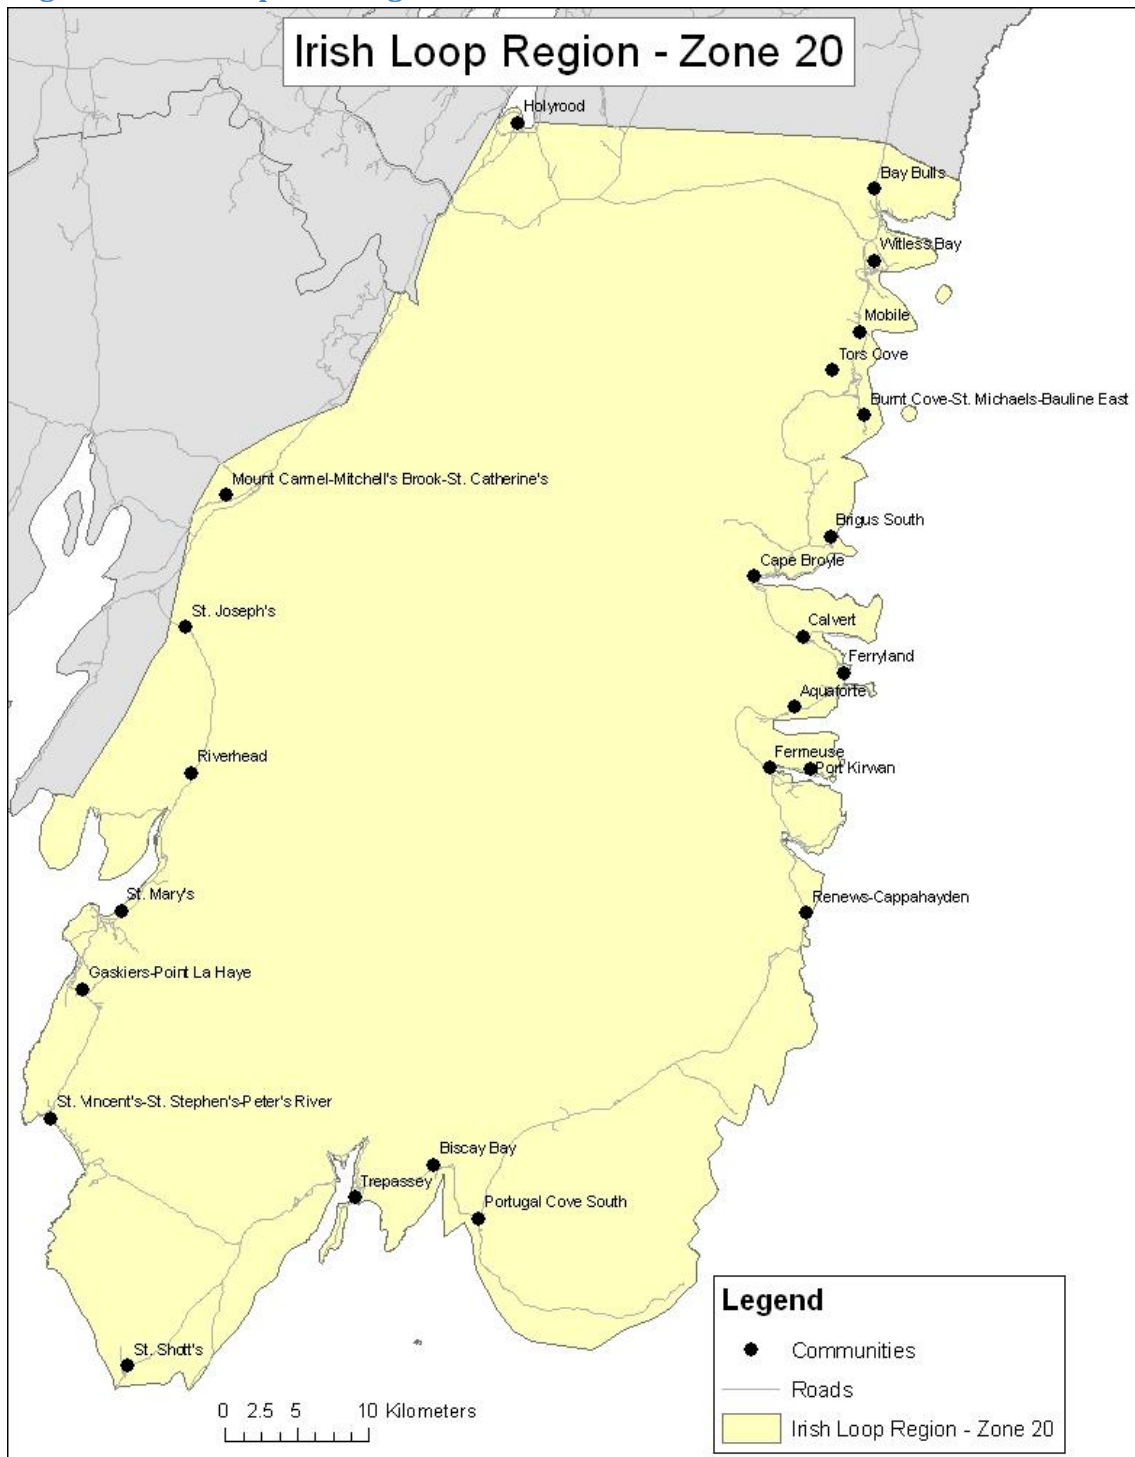 Irish Loop Region - Zone 20
Holyrood
Bay Bulls
Witless Bay
Mobile
Tors Cove
Burnt Cove-St. Michaels-Bauline East
Mount Carmel-Mitchell's Brook-St. Catherine's
Brigus South
Cape Broyle
St. Joseph's
Calvert
Ferryland
Aquaforte
Riverhead
Fermeuse
Port Kirwan
St. Mary's
Renews-Cappahayden
Gaskiers-Point La Haye
St. Vincent's-St. Stephen's-Peter's River
Biscay Bay
Trepassey
Portugal Cove South
St. Shott's
Legend
Communities
Roads
Irish Loop Region - Zone 20
0 2.5 5 10 Kilometers